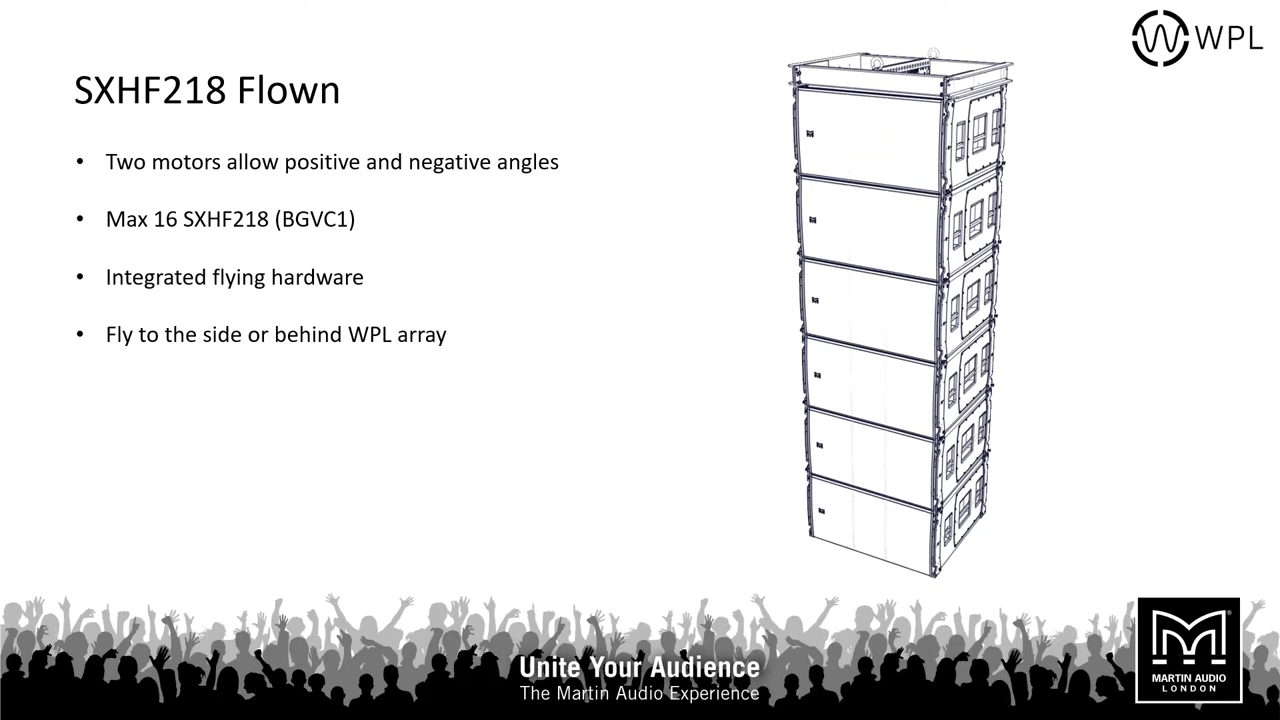 WPL
SXHF218 Flown
• Two motors allow positive and negative angles
• Max 16 SXHF218 (BGVC1)
• Integrated flying hardware
• Fly to the side or behind WPL array
Unite Your Audience
The Martin Audio Experience
®
MARTIN AUDIO
LONDON